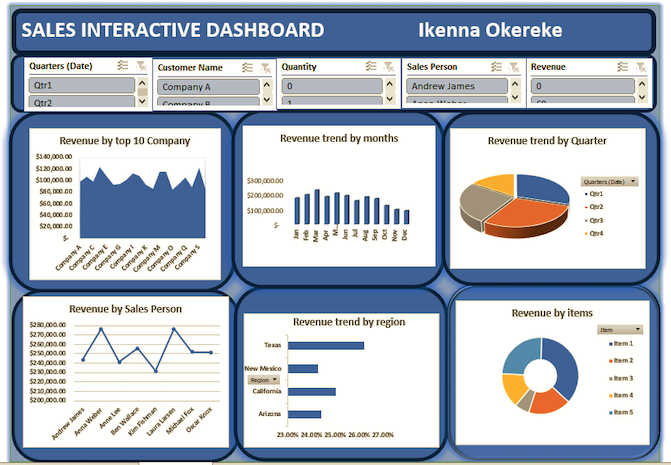 SALES INTERACTIVE DASHBOARD
Ikenna Okereke
Quarters (Date)
Qtr1
Qtr2
Customer Name
Company A
Company B
Quantity
0
1
Sales Person
Andrew James
Anna Weber
Revenue
0
Revenue by top 10 Company
$140,000.00
$120,000.00
$100,000.00
$80,000.00
$60,000.00
$40,000.00
$20,000.00
$-
Company A
Company C
Company E
Company G
Company I
Company K
Company M
Company O
Company Q
Company S
Revenue trend by months
$300,000.00
$200,000.00
$100,000.00
$-
Jan
Feb
Mar
Apr
M...
Jun
Jul
Aug
Sep
Oct
Nov
Dec
Revenue trend by Quarter
Quarters (Date)
Qtr1
Qtr2
Qtr3
Qtr4
Revenue by Sales Person
$280,000.00
$270,000.00
$260,000.00
$250,000.00
$240,000.00
$230,000.00
$220,000.00
$210,000.00
$200,000.00
Andrew James
Anna Weber
Anne Lee
Ben Wallace
Kim Fishman
Laura Larsen
Michael Fox
Oscar Knox
Revenue trend by region
Texas
New Mexico
Region
California
Arizona
23.00% 24.00% 25.00% 26.00% 27.00%
Revenue by items
Item
Item 1
Item 2
Item 3
Item 4
Item 5